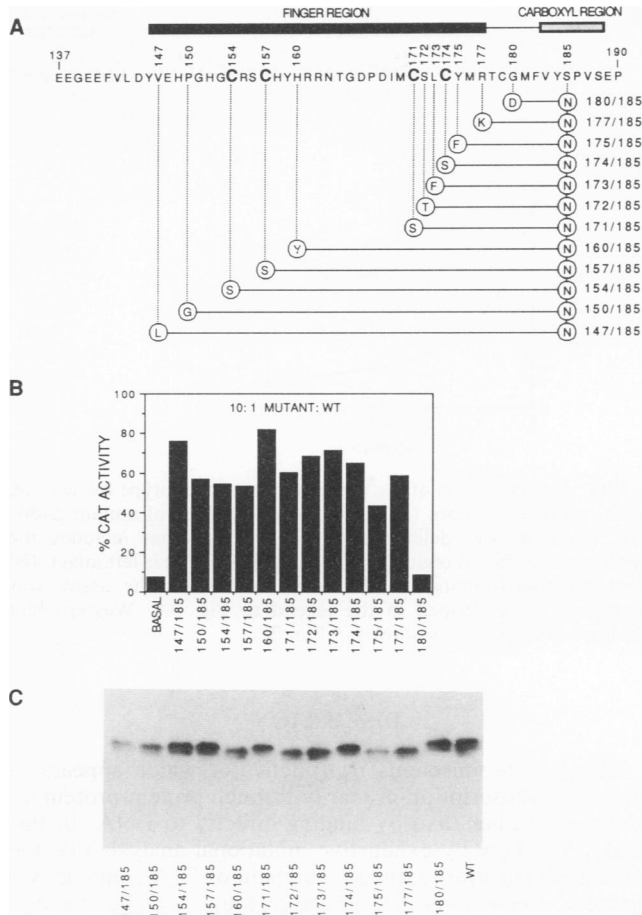 A
FINGER REGION
CARBOXYL REGION
137 147 150 154 157 160 171 172 173 174 175 177 180 185 190
EEGEEFVLDYVEHPGHGCRSCHYHRRNTGDPDIMCSLCYMRTCGMFVYSPVSEP
D N 180/185
K N 177/185
F N 175/185
S N 174/185
F N 173/185
T N 172/185
S N 171/185
Y N 160/185
S N 157/185
S N 154/185
G N 150/185
L N 147/185
B
10: 1 MUTANT: WT
% CAT ACTIVITY
100
80
60
40
20
0
BASAL 147/185 150/185 154/185 157/185 160/185 171/185 172/185 173/185 174/185 175/185 177/185 180/185
C
147/185 150/185 154/185 157/185 160/185 171/185 172/185 173/185 174/185 175/185 177/185 180/185 WT